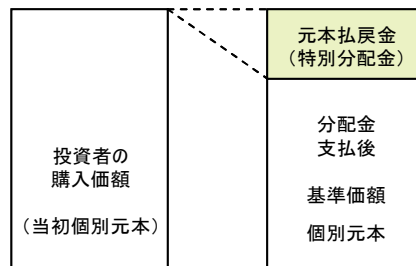 投資者の
購入価額
（当初個別元本）
元本払戻金
（特別分配金）
分配金
支払後
基準価額
個別元本